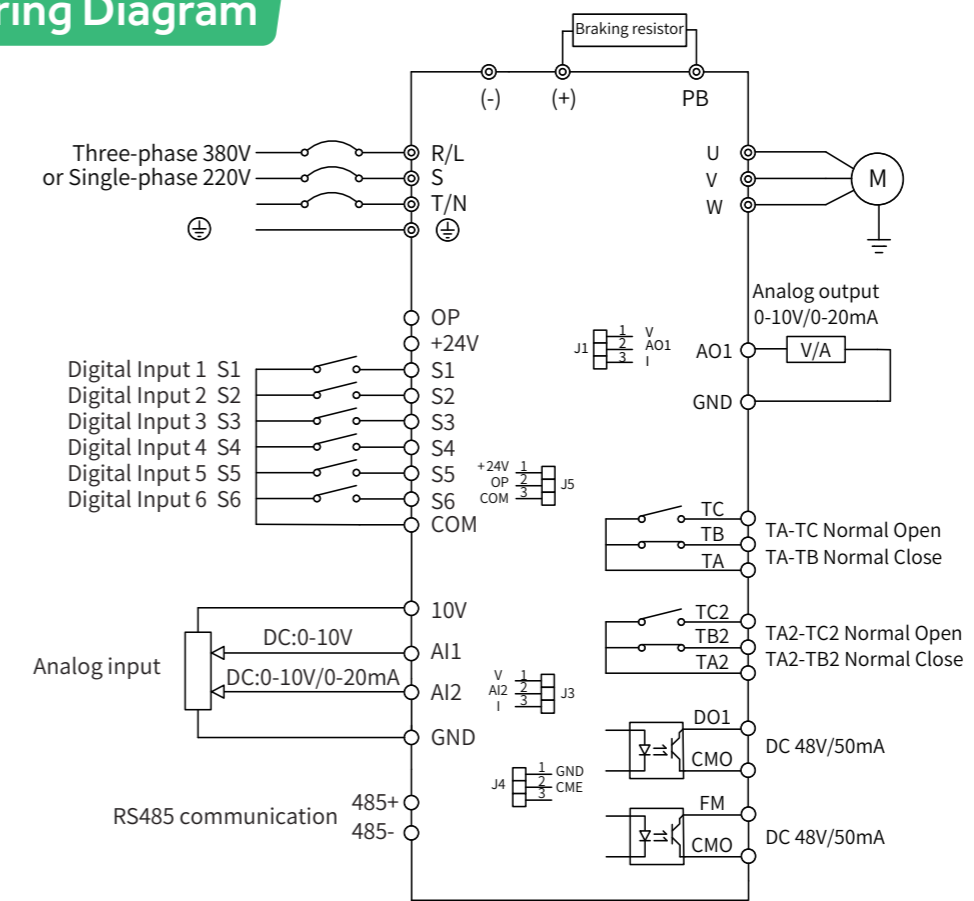 ring Diagram
Braking resistor
(-)
(+)
PB
Three-phase 380V
or Single-phase 220V
R/L
S
T/N
U
V
W
M
OP
+24V
Digital Input 1 S1
Digital Input 2 S2
Digital Input 3 S3
Digital Input 4 S4
Digital Input 5 S5
Digital Input 6 S6
S1
S2
S3
S4
S5
S6
COM
+24V 1
OP 2
COM 3
J5
J1
1 V
2 AO1
3 I
Analog output
0-10V/0-20mA
AO1
V/A
GND
TC
TB
TA
TA-TC Normal Open
TA-TB Normal Close
TC2
TB2
TA2
TA2-TC2 Normal Open
TA2-TB2 Normal Close
Analog input
10V
DC:0-10V
AI1
DC:0-10V/0-20mA
AI2
GND
V 1
AI2 2
I 3
J3
J4
1 GND
2 CME
3
DO1
CMO
DC 48V/50mA
FM
CMO
DC 48V/50mA
RS485 communication
485+
485-